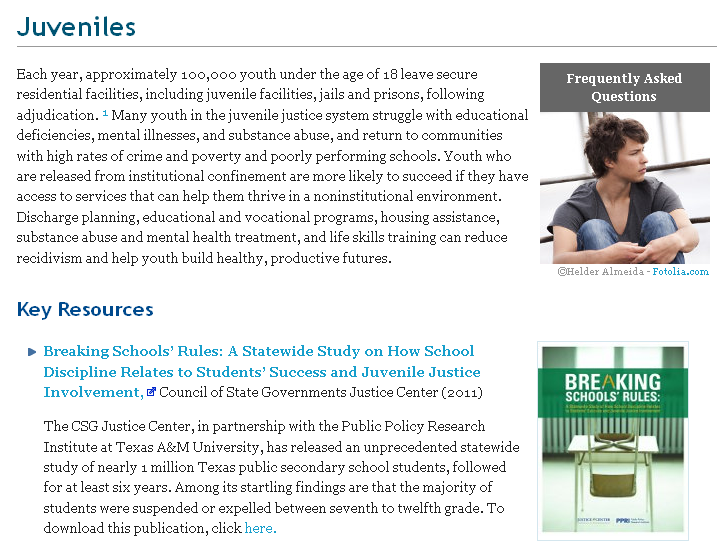 Juveniles
Each year, approximately 100,000 youth under the age of 18 leave secure
residential facilities, including juvenile facilities, jails and prisons, following
adjudication. 1 Many youth in the juvenile justice system struggle with educational
deficiencies, mental illnesses, and substance abuse, and return to communities
with high rates of crime and poverty and poorly performing schools. Youth who
are released from institutional confinement are more likely to succeed if they have
access to services that can help them thrive in a noninstitutional environment.
Discharge planning, educational and vocational programs, housing assistance,
substance abuse and mental health treatment, and life skills training can reduce
recidivism and help youth build healthy, productive futures.
Frequently Asked
Questions
©Helder Almeida - Fotolia.com
Key Resources
Breaking Schools' Rules: A Statewide Study on How School
Discipline Relates to Students' Success and Juvenile Justice
Involvement, Council of State Governments Justice Center (2011)
The CSG Justice Center, in partnership with the Public Policy Research
Institute at Texas A&M University, has released an unprecedented statewide
study of nearly 1 million Texas public secondary school students, followed
for at least six years. Among its startling findings are that the majority of
students were suspended or expelled between seventh to twelfth grade. To
download this publication, click here.
BREAKING
SCHOOLS' RULES:
PPRI